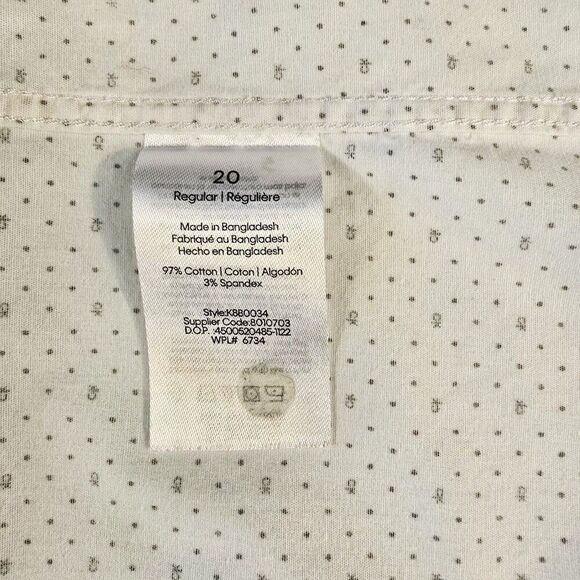 20
Regular | Régulière
Made in Bangladesh
Fabriqué au Bangladesh
Hecho en Bangladesh
97% Cotton | Coton | Algodón
3% Spandex
Style:K8B0034
Supplier Code:8010703
D.O.P. :4500520485-1122
WPL# 6734